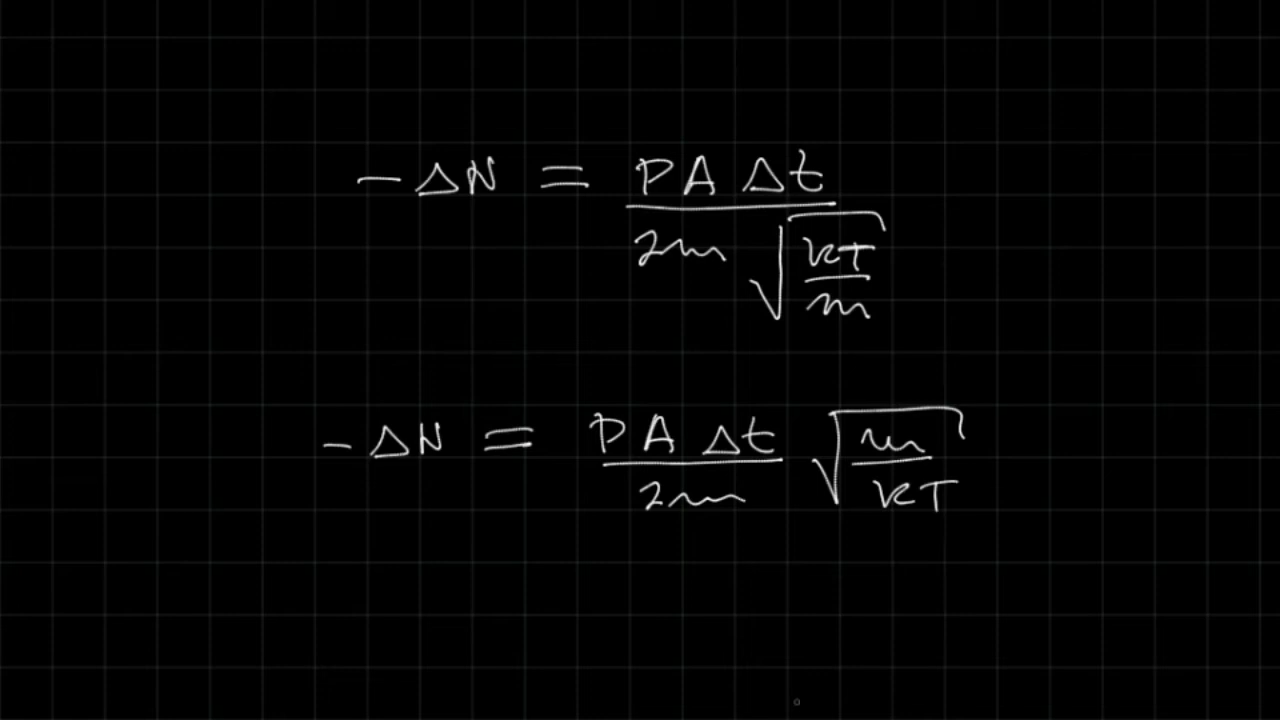 -ΔN = PAΔt / 2m √(kT/m)
-ΔN = PAΔt / 2m √(m/kT)